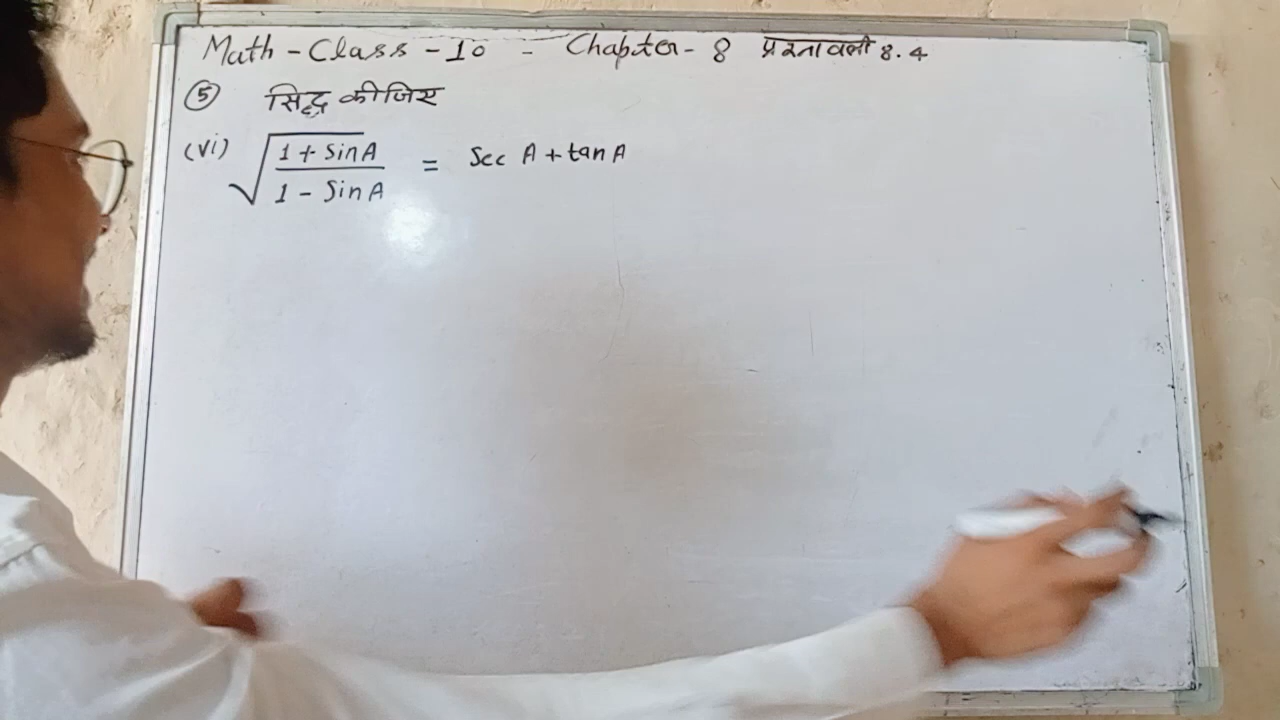 Math - Class - 10 - Chapter - 8 प्रश्नावली 8.4
⑤ सिद्ध कीजिए
(vi) √((1 + sinA)/(1 - SinA)) = Sec A + tan A